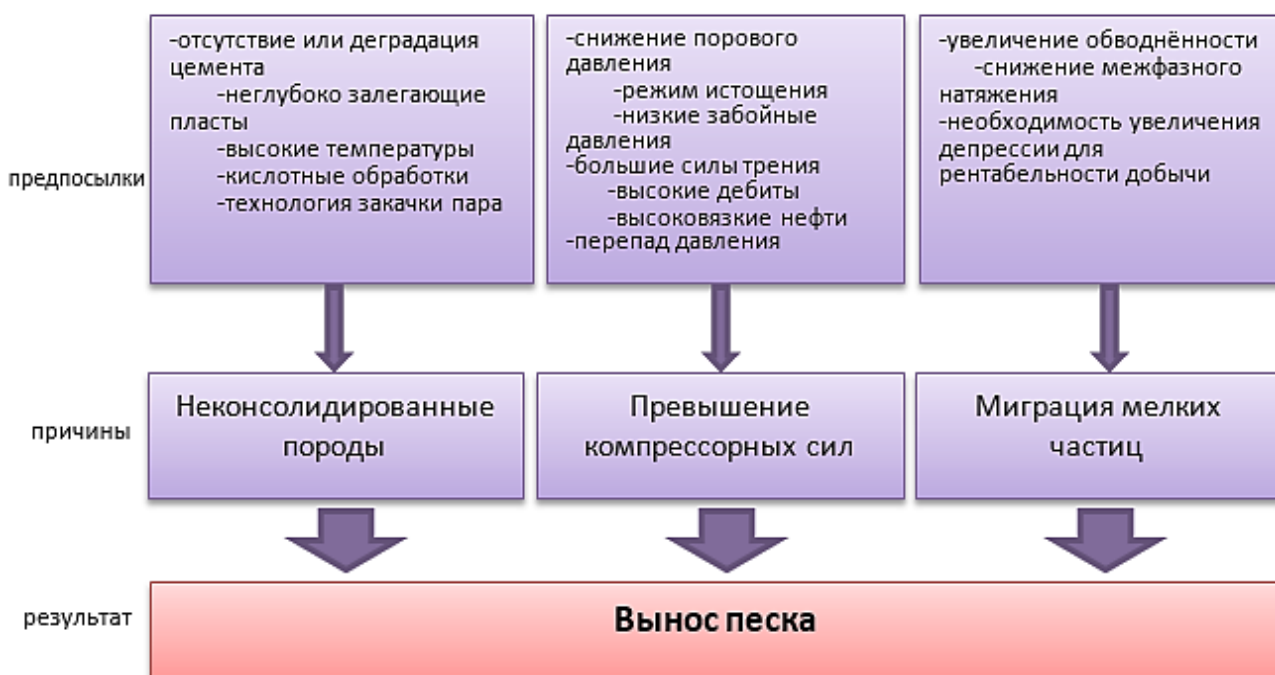 -отсутствие или деградация
цемента
-неглубоко залегающие
пласты
-высокие температуры
-кислотные обработки
-технология закачки пара
-снижение порового
давления
-режим истощения
-низкие забойные
давления
-большие силы трения
-высокие дебиты
-высоковязкие нефти
-перепад давления
-увеличение обводнённости
-снижение межфазного
натяжения
-необходимость увеличения
депрессии для
рентабельности добычи
предпосылки
причины
Неконсолидированные
породы
Превышение
компрессорных сил
Миграция мелких
частиц
результат
Вынос песка